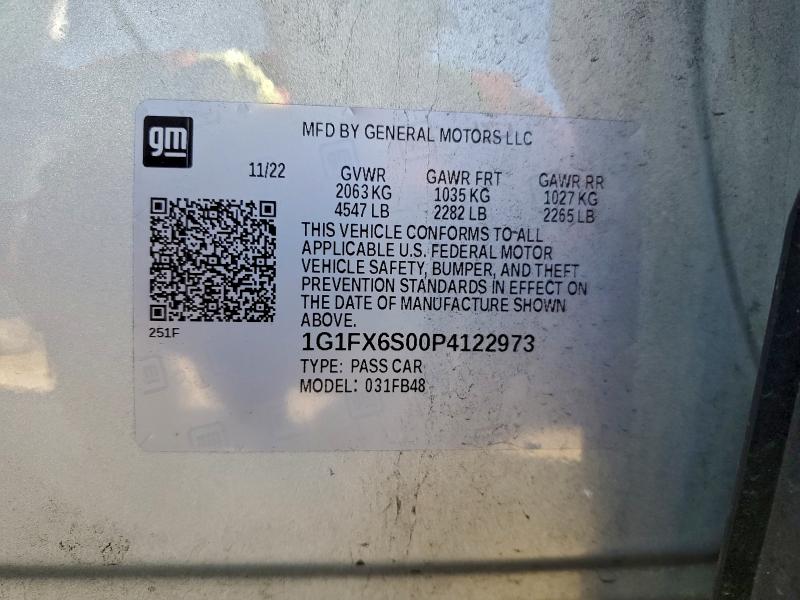 gm
MFD BY GENERAL MOTORS LLC
11/22 GVWR GAWR FRT GAWR RR
2063 KG 1035 KG 1027 KG
4547 LB 2282 LB 2265 LB
THIS VEHICLE CONFORMS TO ALL
APPLICABLE U.S. FEDERAL MOTOR
VEHICLE SAFETY, BUMPER, AND THEFT
PREVENTION STANDARDS IN EFFECT ON
THE DATE OF MANUFACTURE SHOWN
ABOVE.
251F
1G1FX6S00P4122973
TYPE: PASS CAR
MODEL: 031FB48